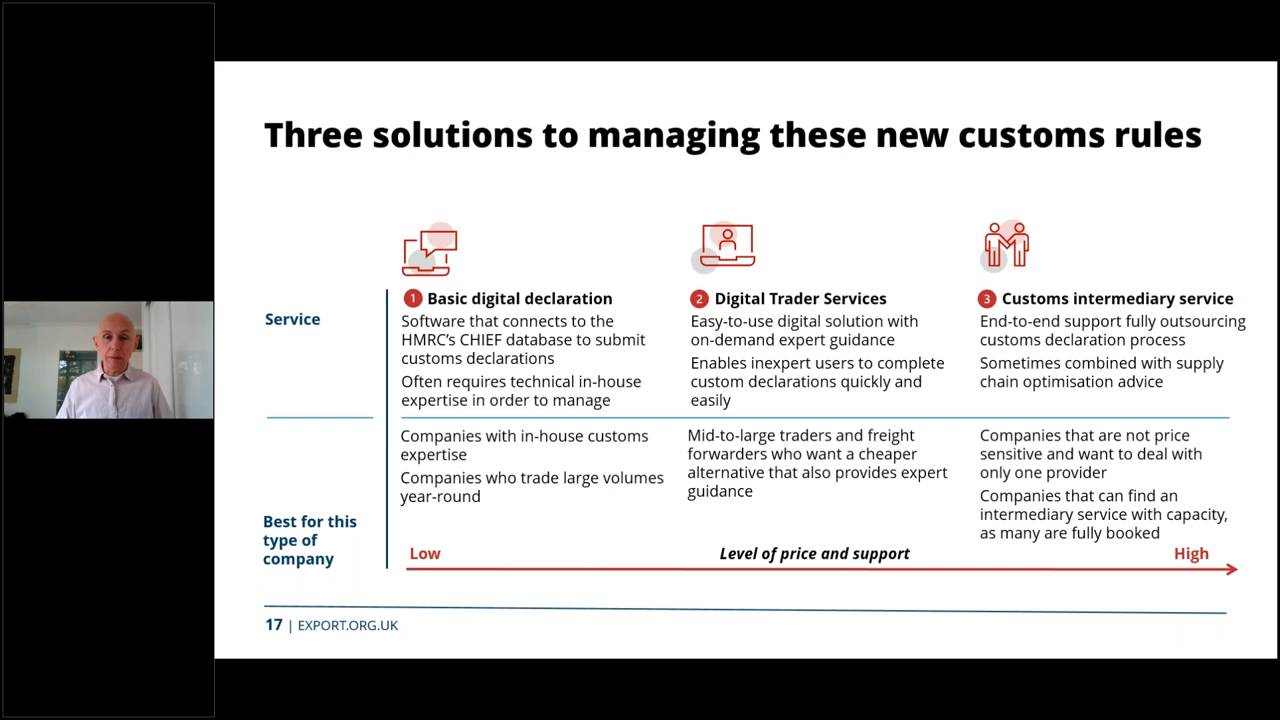 Three solutions to managing these new customs rules
Service
1 Basic digital declaration
Software that connects to the
HMRC's CHIEF database to submit
customs declarations
Often requires technical in-house
expertise in order to manage
2 Digital Trader Services
Easy-to-use digital solution with
on-demand expert guidance
Enables inexpert users to complete
custom declarations quickly and
easily
3 Customs intermediary service
End-to-end support fully outsourcing
customs declaration process
Sometimes combined with supply
chain optimisation advice
Best for this
type of
company
Companies with in-house customs
expertise
Companies who trade large volumes
year-round
Mid-to-large traders and freight
forwarders who want a cheaper
alternative that also provides expert
guidance
Companies that are not price
sensitive and want to deal with
only one provider
Companies that can find an
intermediary service with capacity,
as many are fully booked
Low Level of price and support High
17 | EXPORT.ORG.UK